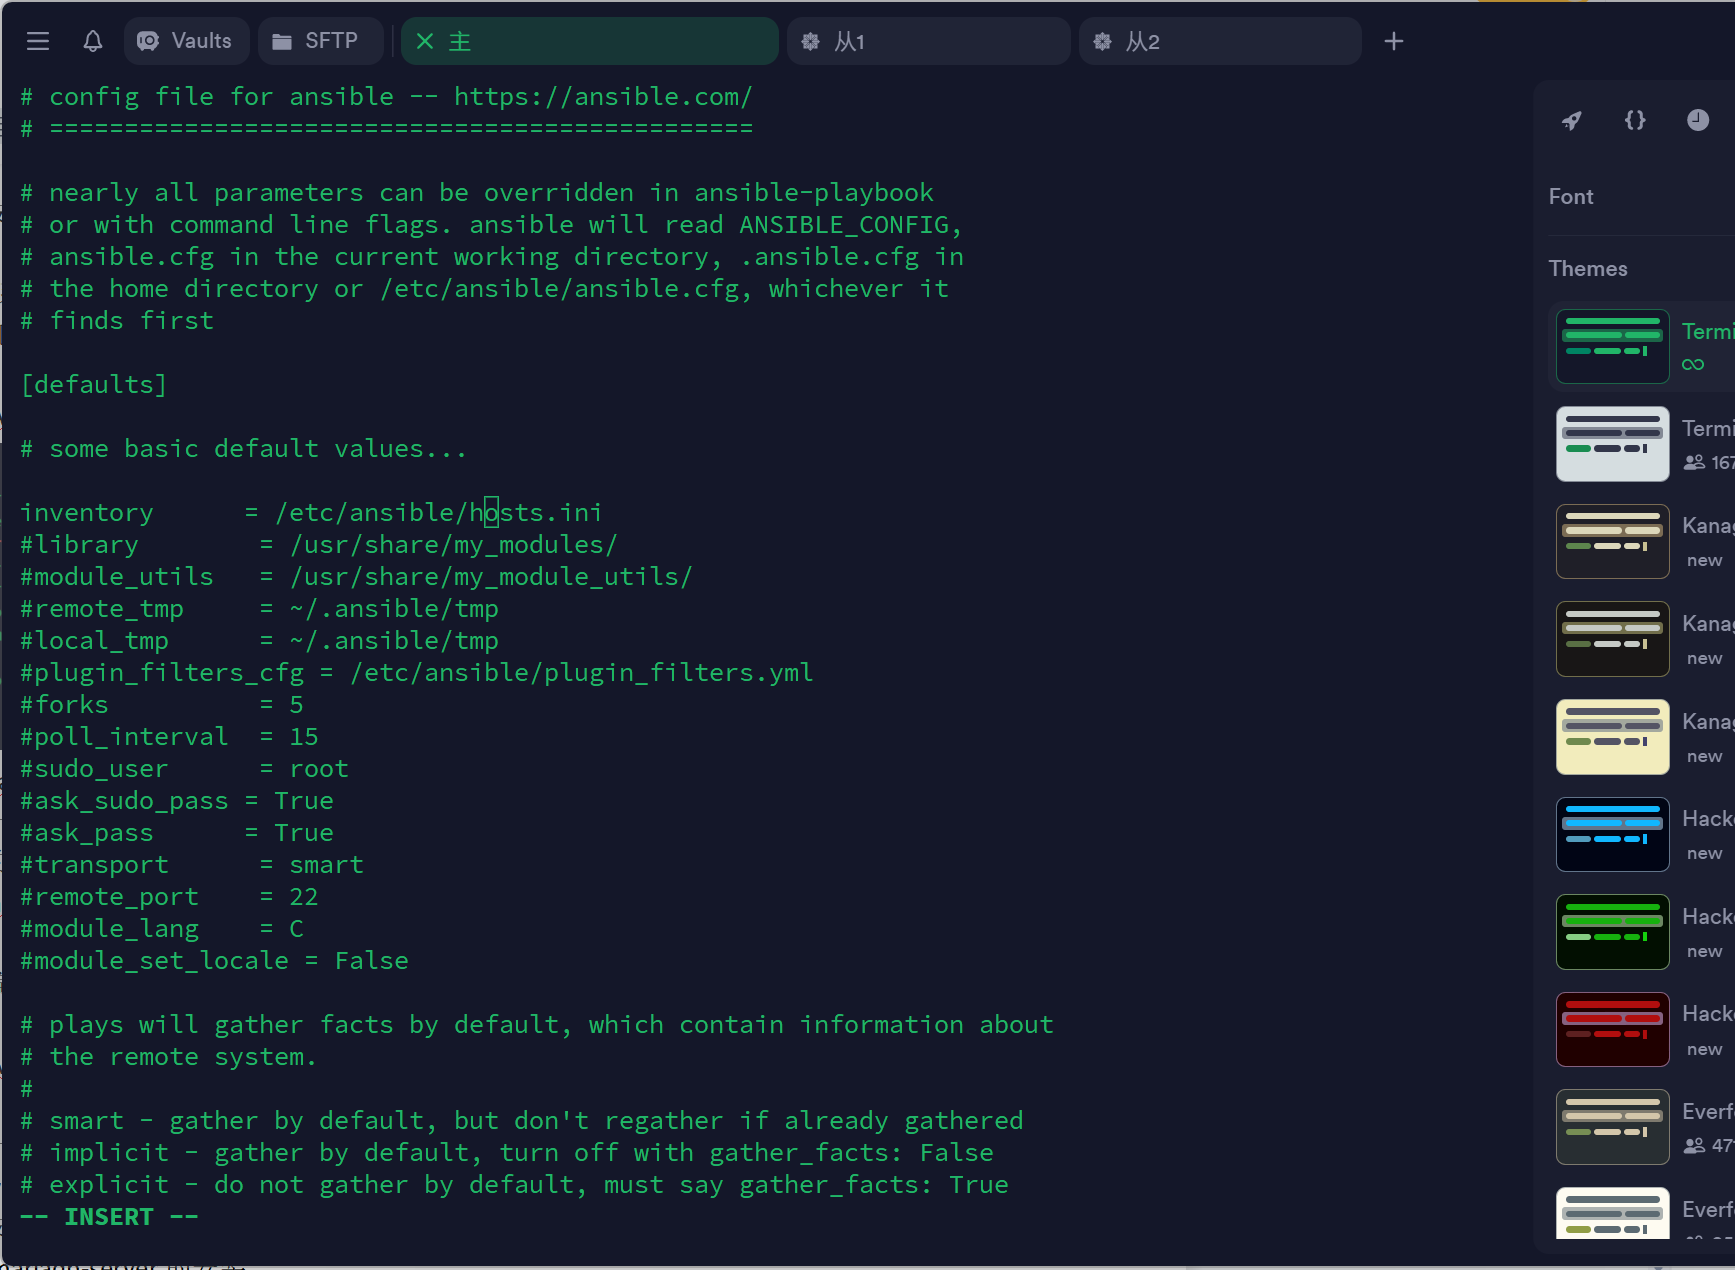 Vaults
SFTP
主
从1
从2
# config file for ansible -- https://ansible.com/
# ===============================================
# nearly all parameters can be overridden in ansible-playbook
# or with command line flags. ansible will read ANSIBLE_CONFIG,
# ansible.cfg in the current working directory, .ansible.cfg in
# the home directory or /etc/ansible/ansible.cfg, whichever it
# finds first
[defaults]
# some basic default values...
inventory      = /etc/ansible/hosts.ini
#library        = /usr/share/my_modules/
#module_utils   = /usr/share/my_module_utils/
#remote_tmp     = ~/.ansible/tmp
#local_tmp      = ~/.ansible/tmp
#plugin_filters_cfg = /etc/ansible/plugin_filters.yml
#forks          = 5
#poll_interval  = 15
#sudo_user      = root
#ask_sudo_pass = True
#ask_pass      = True
#transport      = smart
#remote_port    = 22
#module_lang    = C
#module_set_locale = False
# plays will gather facts by default, which contain information about
# the remote system.
#
# smart - gather by default, but don't regather if already gathered
# implicit - gather by default, turn off with gather_facts: False
# explicit - do not gather by default, must say gather_facts: True
-- INSERT --
Font
Themes
Termi
Termi
167
Kanag
new
Kanag
new
Kanag
new
Hacke
new
Hacke
new
Hacke
new
Everf
47
Everf